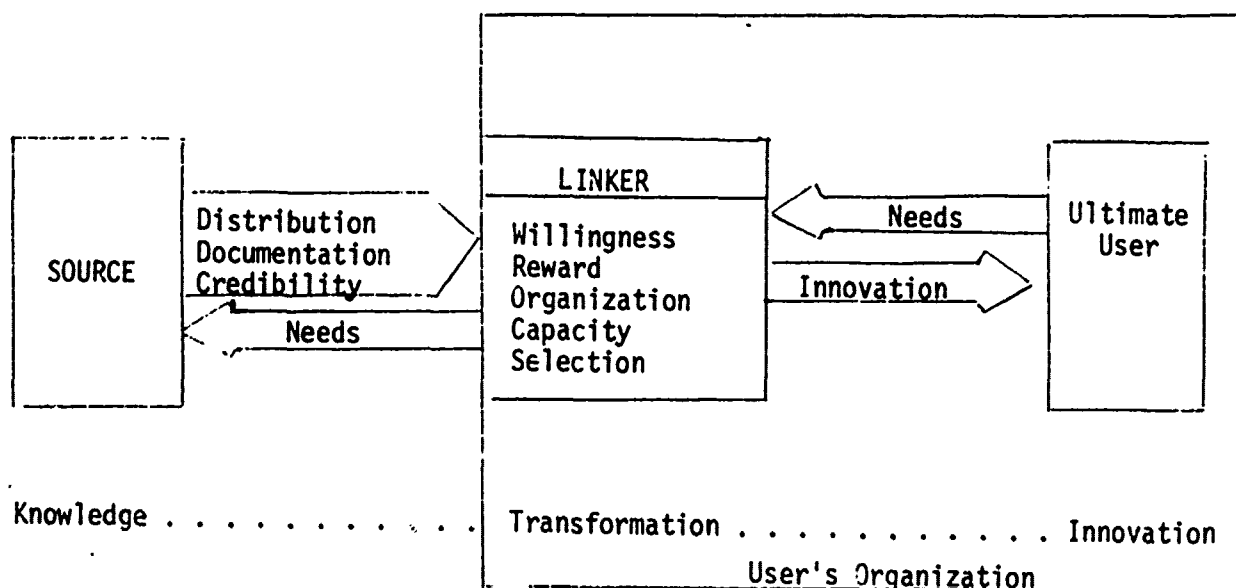 SOURCE
Distribution
Documentation
Credibility
Needs
LINKER
Willingness
Reward
Organization
Capacity
Selection
Needs
Innovation
Ultimate
User
Knowledge . . . . . . . . . . . Transformation . . . . . . . . . . . Innovation
User's Organization